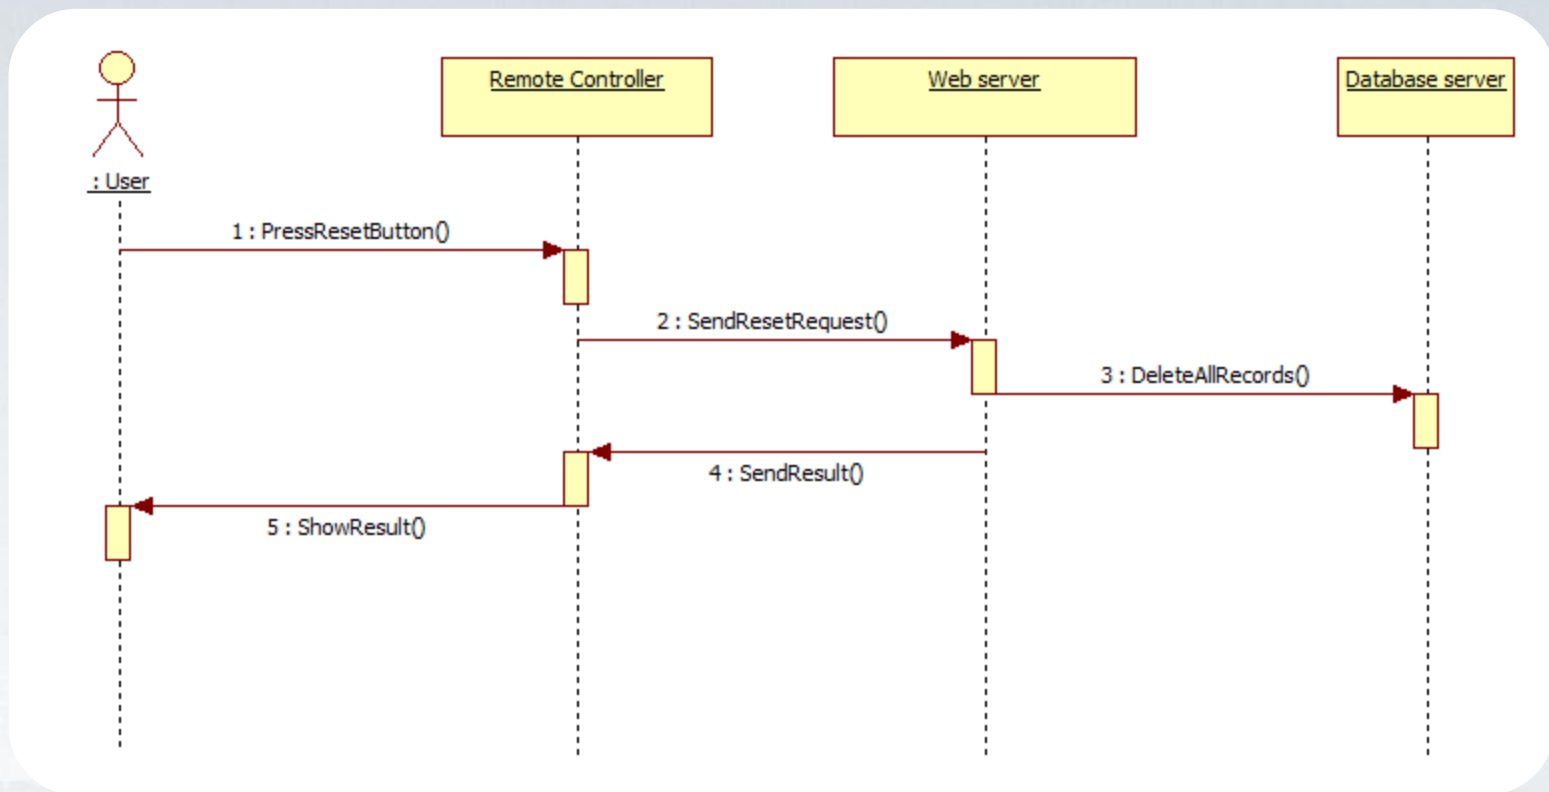 Remote Controller
Web server
Database server
: User
1 : PressResetButton()
2 : SendResetRequest()
3 : DeleteAllRecords()
4 : SendResult()
5 : ShowResult()